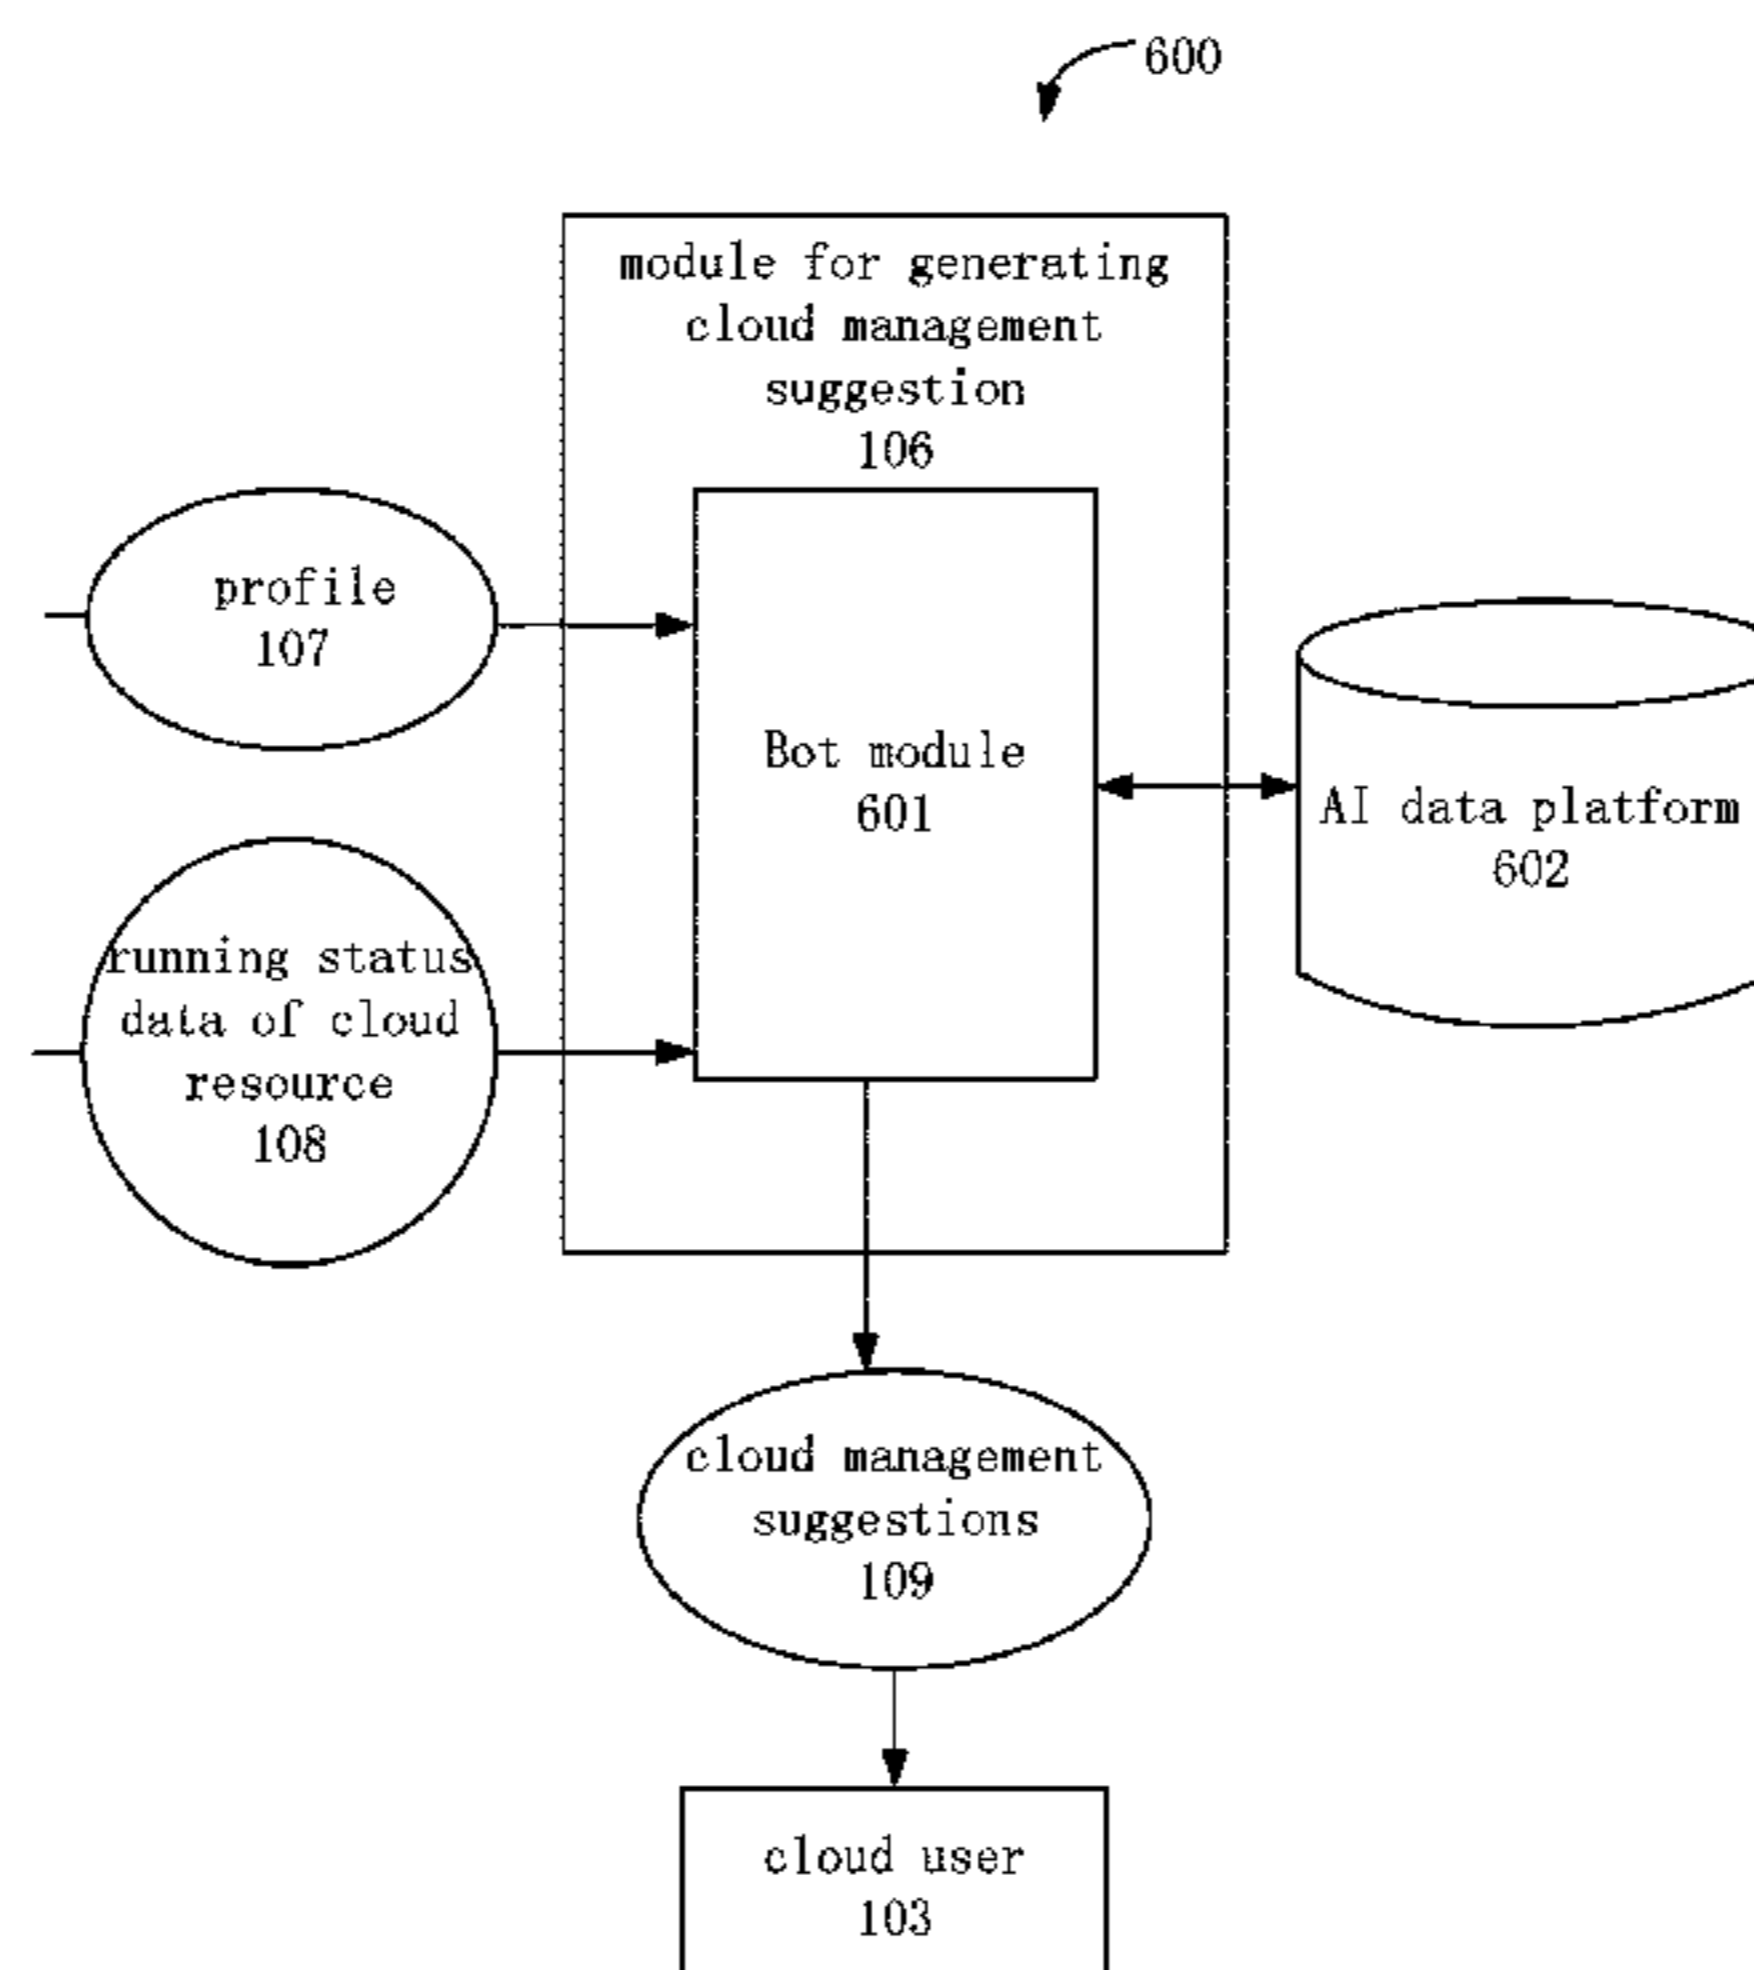 600
module for generating
cloud management
suggestion
106
profile
107
Bot module
601
AI data platform
602
running status
data of cloud
resource
108
cloud management
suggestions
109
cloud user
103